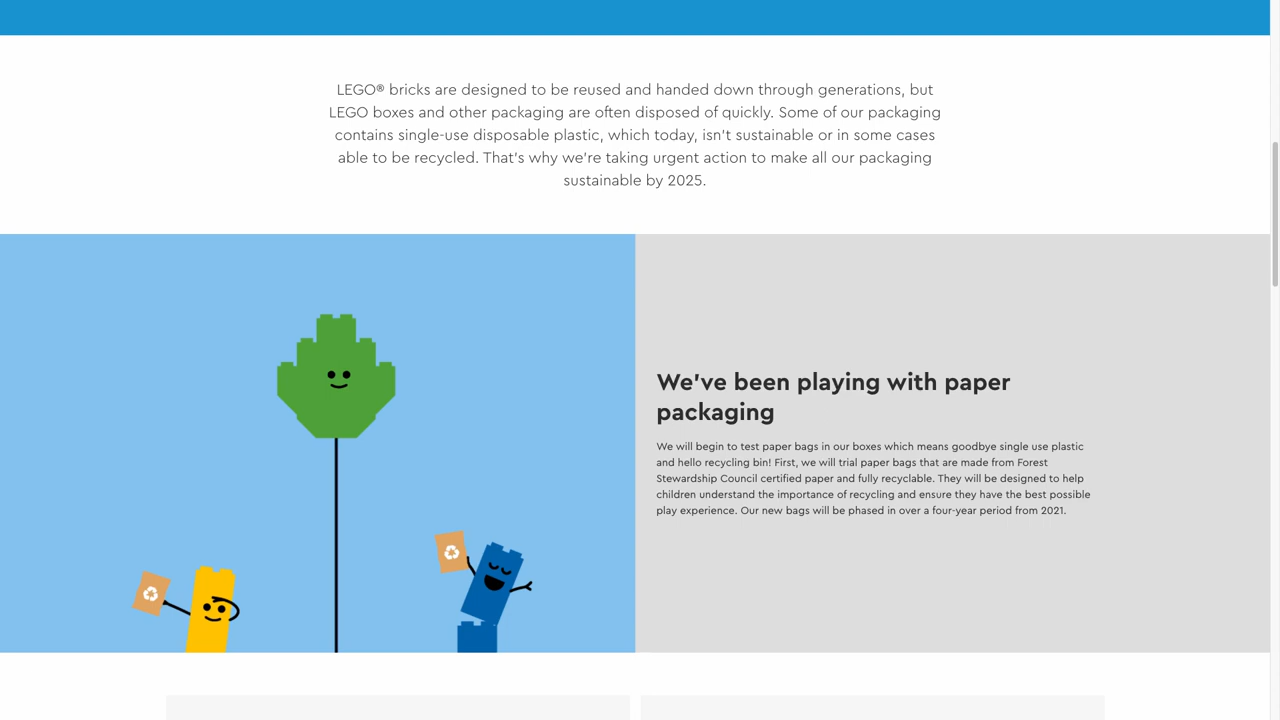 LEGO® bricks are designed to be reused and handed down through generations, but
LEGO boxes and other packaging are often disposed of quickly. Some of our packaging
contains single-use disposable plastic, which today, isn't sustainable or in some cases
able to be recycled. That's why we're taking urgent action to make all our packaging
sustainable by 2025.
We've been playing with paper
packaging
We will begin to test paper bags in our boxes which means goodbye single use plastic
and hello recycling bin! First, we will trial paper bags that are made from Forest
Stewardship Council certified paper and fully recyclable. They will be designed to help
children understand the importance of recycling and ensure they have the best possible
play experience. Our new bags will be phased in over a four-year period from 2021.